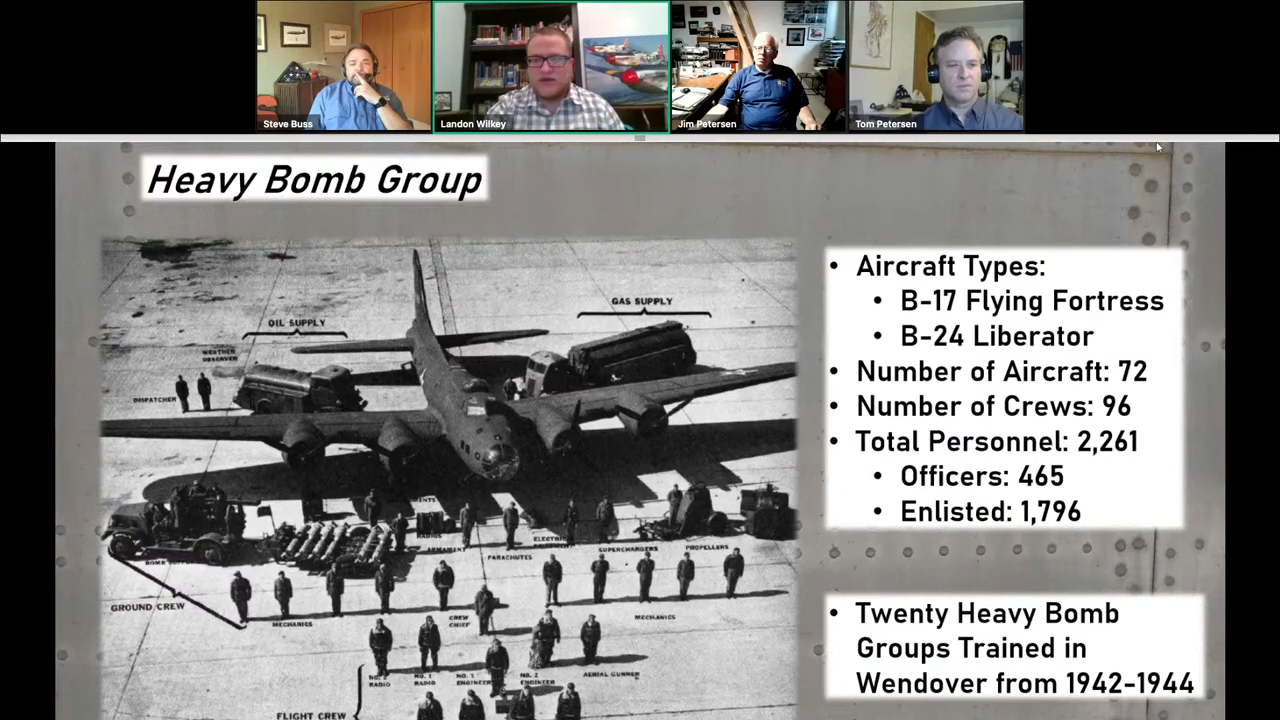 Steve Buss
Landon Wilkey
Jim Petersen
Tom Petersen
Heavy Bomb Group
• Aircraft Types:
• B-17 Flying Fortress
• B-24 Liberator
• Number of Aircraft: 72
• Number of Crews: 96
• Total Personnel: 2,261
• Officers: 465
• Enlisted: 1,796
• Twenty Heavy Bomb
Groups Trained in
Wendover from 1942-1944
GAS SUPPLY
OIL SUPPLY
WEATHER
OBSERVER
DISPATCHER
RADIOS
ARMAMENT
PARACHUTES
SUPERCHARGERS
PROPELLERS
GROUND CREW
MECHANICS
CREW
CHIEF
MECHANICS
NO. 2
RADIO
NO. 1
RADIO
ENGINEER
NO. 2
ENGINEER
AERIAL GUNNER
FLIGHT CREW